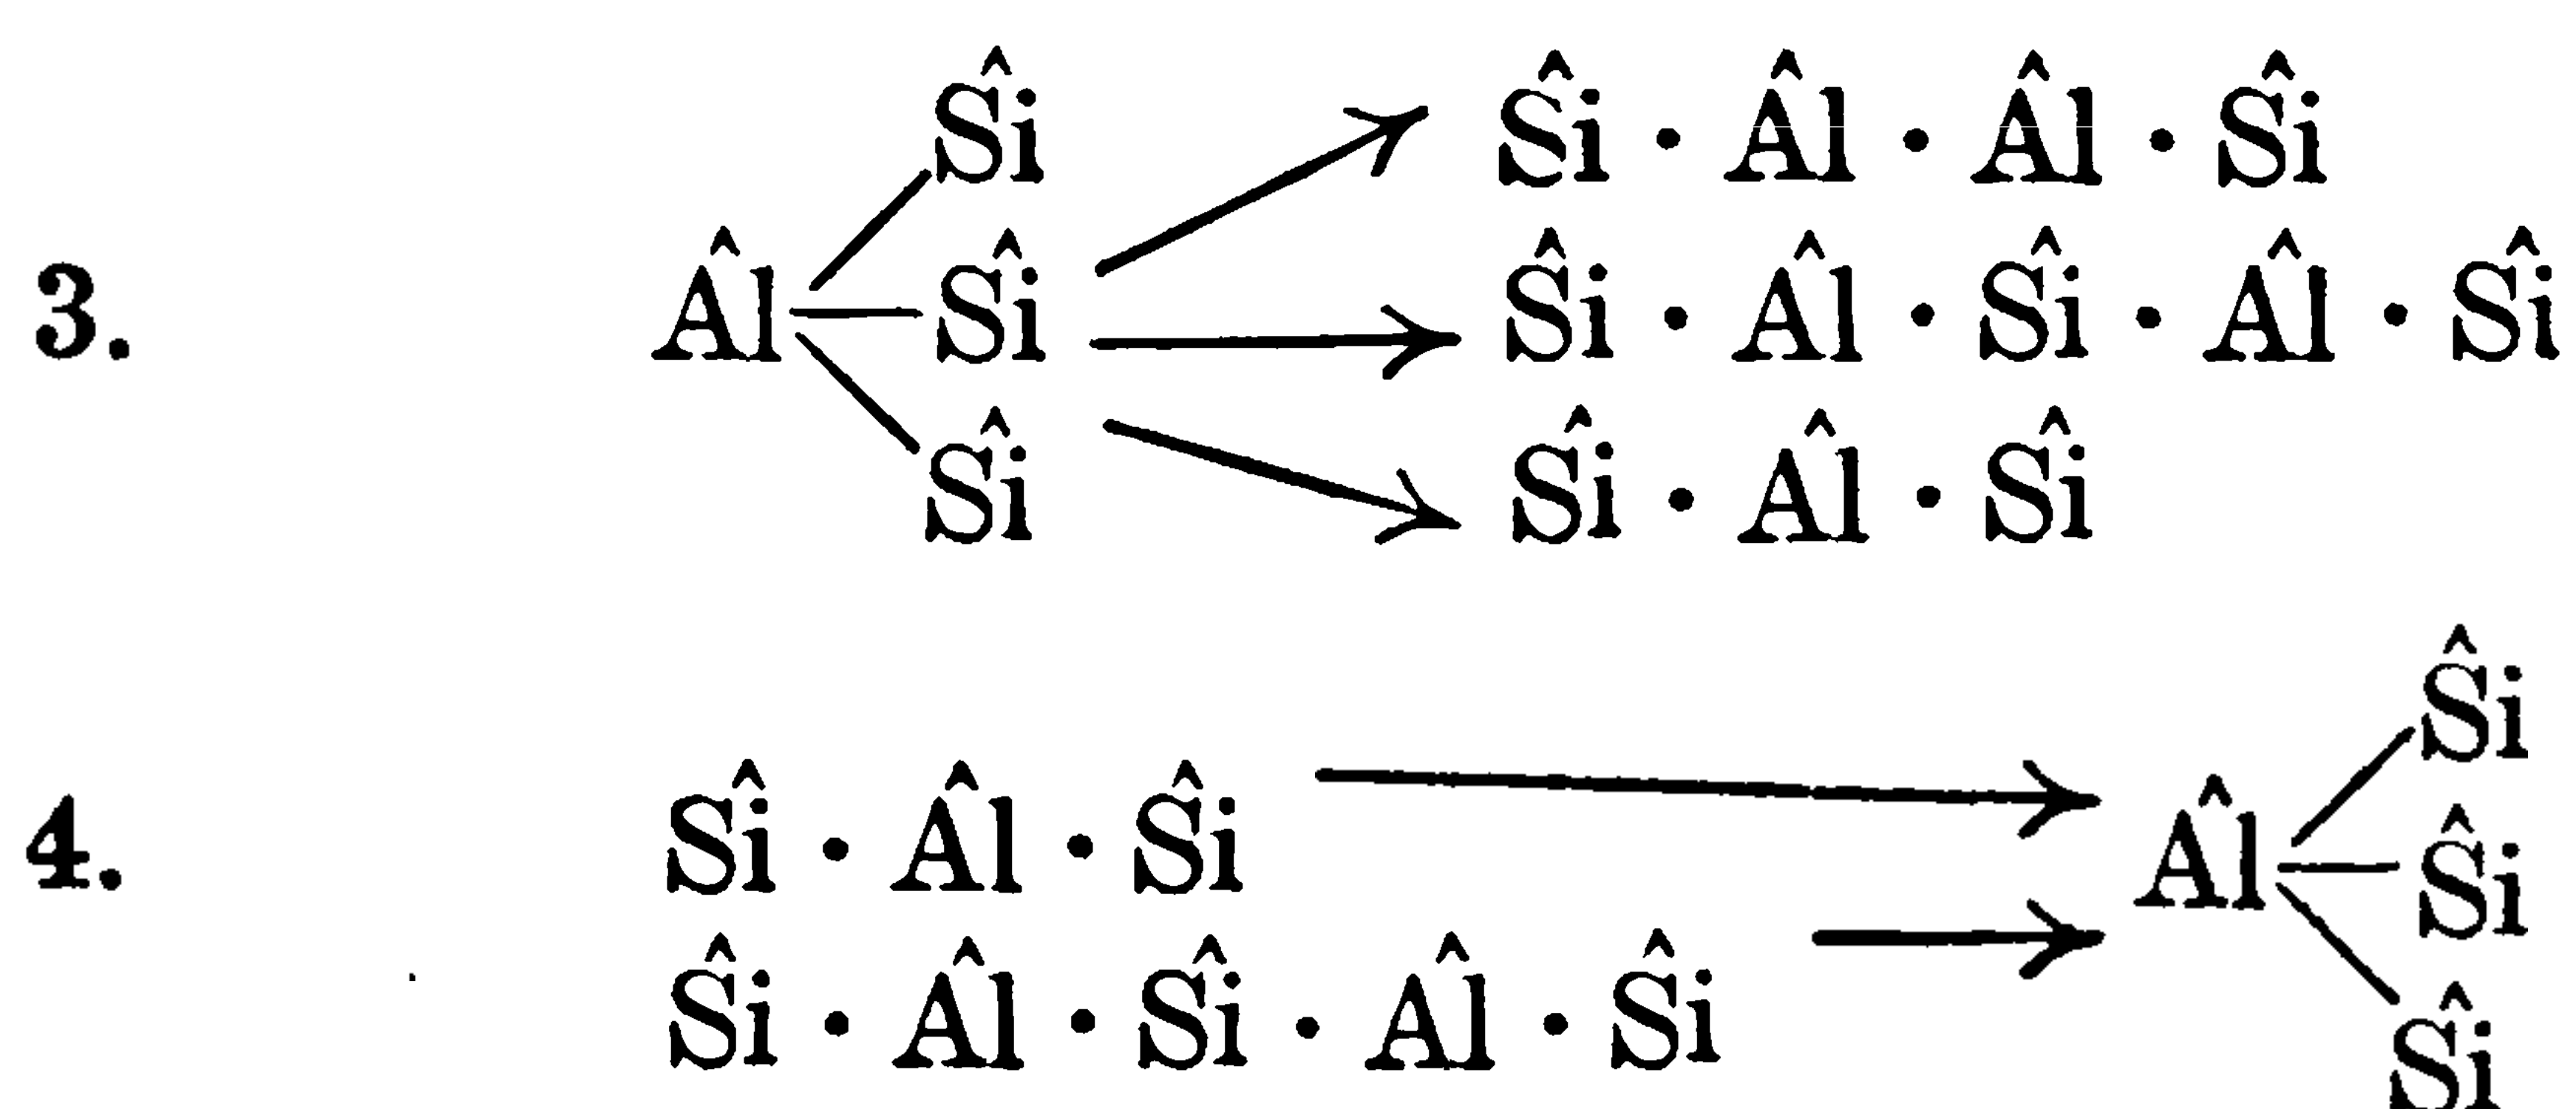 Ŝi Ŝi · Âl · Âl · Ŝi
3. Âl Ŝi Ŝi · Âl · Ŝi · Âl · Ŝi
Ŝi Ŝi · Âl · Ŝi
Ŝi
4. Ŝi · Âl · Ŝi Âl Ŝi
Ŝi · Âl · Ŝi · Âl · Ŝi Ŝi